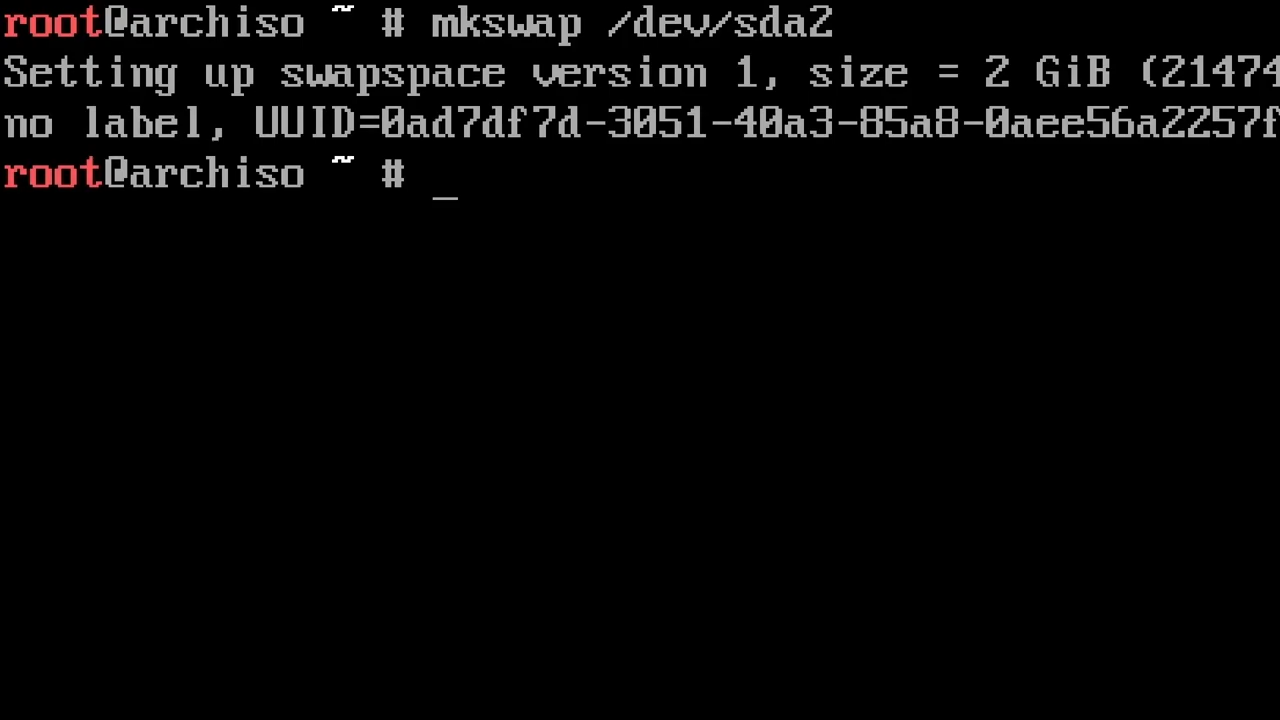 root@archiso ~ # mkswap /dev/sda2
Setting up swapspace version 1, size = 2 GiB (21474
no label, UUID=0ad7df7d-3051-40a3-85a8-0aee56a2257f
root@archiso ~ # _